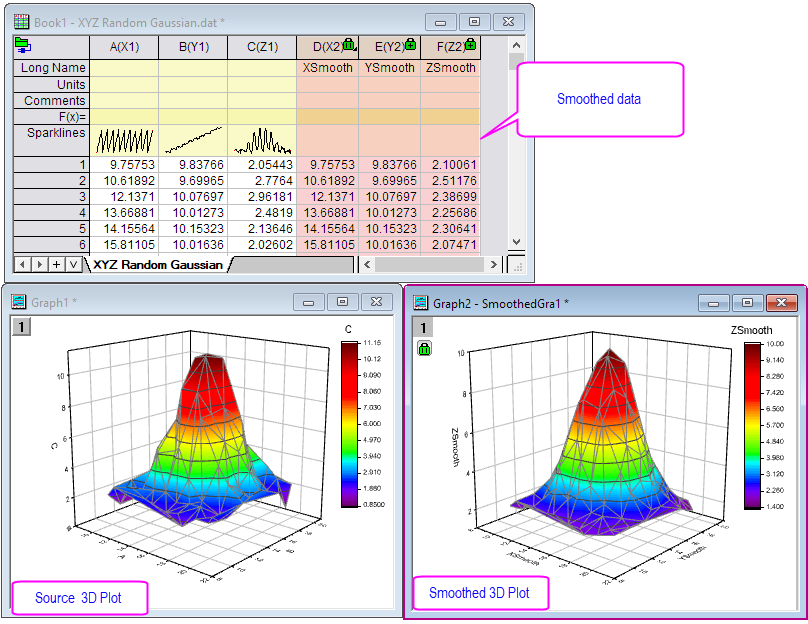 Book1 - XYZ Random Gaussian.dat *
A(X1) B(Y1) C(Z1) D(X2) E(Y2) F(Z2)
Long Name XSmooth YSmooth ZSmooth
Units
Comments
F(x)=
Sparklines
1 9.75753 9.83766 2.05443 9.75753 9.83766 2.10061
2 10.61892 9.69965 2.7764 10.61892 9.69965 2.51176
3 12.1371 10.07697 2.96181 12.1371 10.07697 2.38699
4 13.66881 10.01273 2.4819 13.66881 10.01273 2.25686
5 14.15564 10.15323 2.13646 14.15564 10.15323 2.30641
6 15.81105 10.01636 2.02602 15.81105 10.01636 2.07471
XYZ Random Gaussian
Smoothed data
Graph1 *
1
C
11.15
10.12
9.090
8.060
7.030
6.000
4.970
3.940
2.910
1.880
0.8500
10
8
6
4
2
C
A
Source 3D Plot
Graph2 - SmoothedGra1 *
1
ZSmooth
10.00
9.140
8.280
7.420
6.560
5.700
4.840
3.980
3.120
2.260
1.400
10
8
6
4
2
ZSmooth
XSmooth
YSmooth
Smoothed 3D Plot